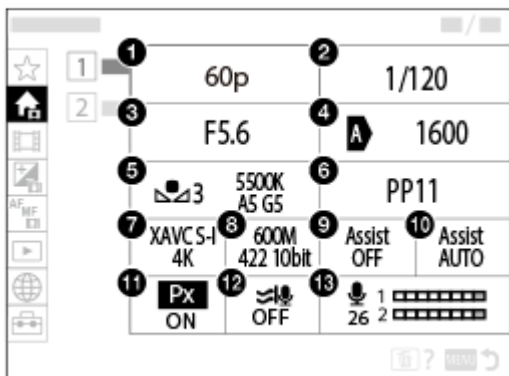 1
2
1
60p
2
1/120
3
F5.6
4
A
1600
5
3
5500K
A5 G5
6
PP11
7
XAVC S-I
4K
8
600M
422 10bit
9
Assist
OFF
10
Assist
AUTO
11
Px
ON
12
OFF
13
26
1
2
AF
MF
?
MENU